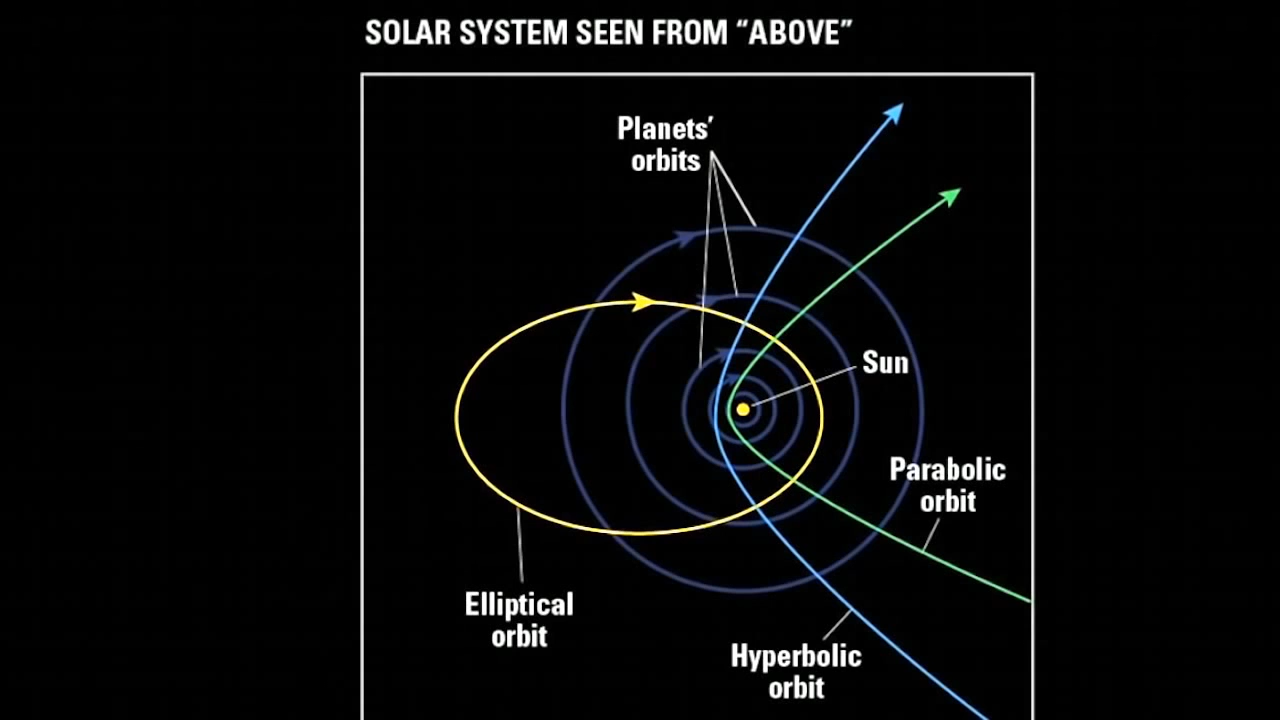 SOLAR SYSTEM SEEN FROM “ABOVE”
Planets’
orbits
Sun
Parabolic
orbit
Elliptical
orbit
Hyperbolic
orbit